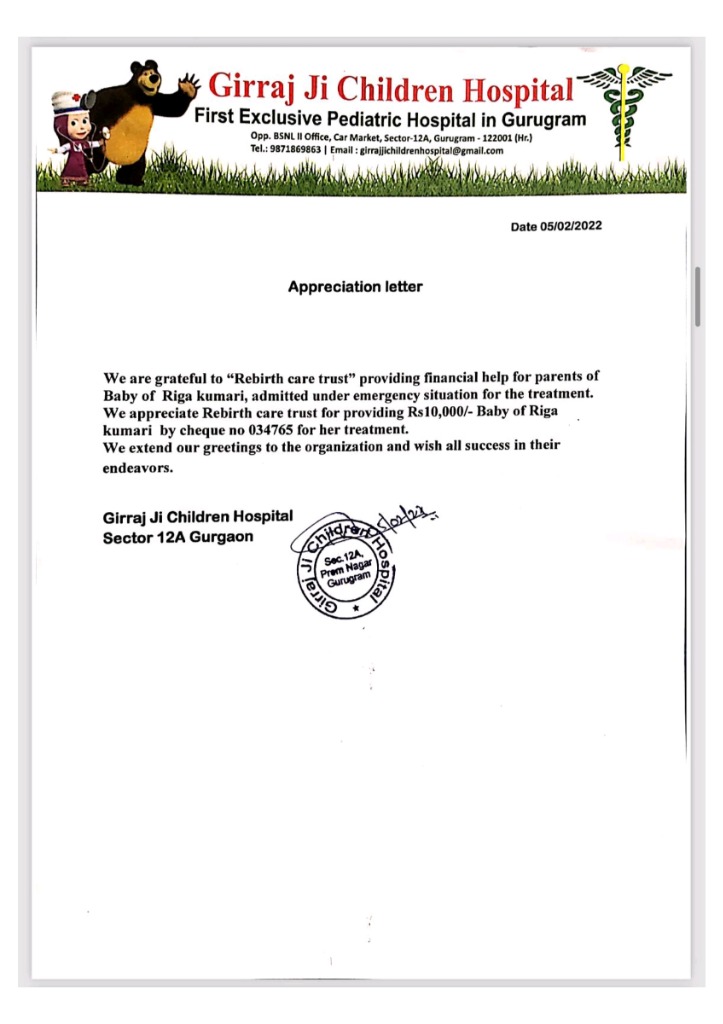 Girraj Ji Children Hospital
First Exclusive Pediatric Hospital in Gurugram
Opp. BSNL II Office, Car Market, Sector-12A, Gurugram - 122001 (Hr.)
Tel.: 9871869863 | Email : girrajjichildrenhospital@gmail.com
Date 05/02/2022
Appreciation letter
We are grateful to “Rebirth care trust” providing financial help for parents of
Baby of Riga kumari, admitted under emergency situation for the treatment.
We appreciate Rebirth care trust for providing Rs10,000/- Baby of Riga
kumari by cheque no 034765 for her treatment.
We extend our greetings to the organization and wish all success in their
endeavors.
Girraj Ji Children Hospital
Sector 12A Gurgaon
Girraj Ji Children Hospital
Sec.12A,
Prem Nagar
Gurugram